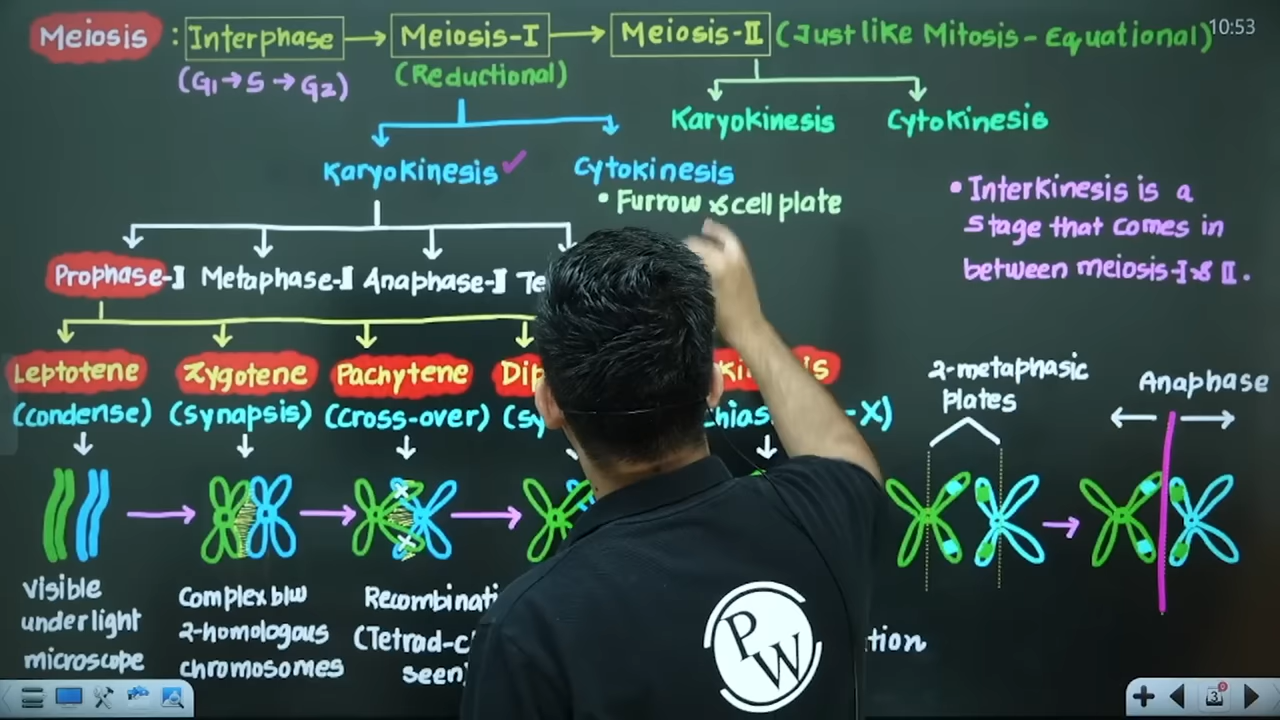 Meiosis : Interphase → Meiosis-I → Meiosis-II (Just like Mitosis - Equational) 10:53
(G1 → S → G2) (Reductional)
Karyokinesis Cytokinesis
Karyokinesis ✓ Cytokinesis
• Furrow & cell plate
• Interkinesis is a
stage that comes in
between meiosis-I & II.
Prophase-I Metaphase-I Anaphase-I
Leptotene Zygotene Pachytene
(condense) (synapsis) (cross-over)
2-metaphasic
plates
Anaphase
visible
under light
microscope
Complex b/w
2-homologous
chromosomes
seen)
PW
3